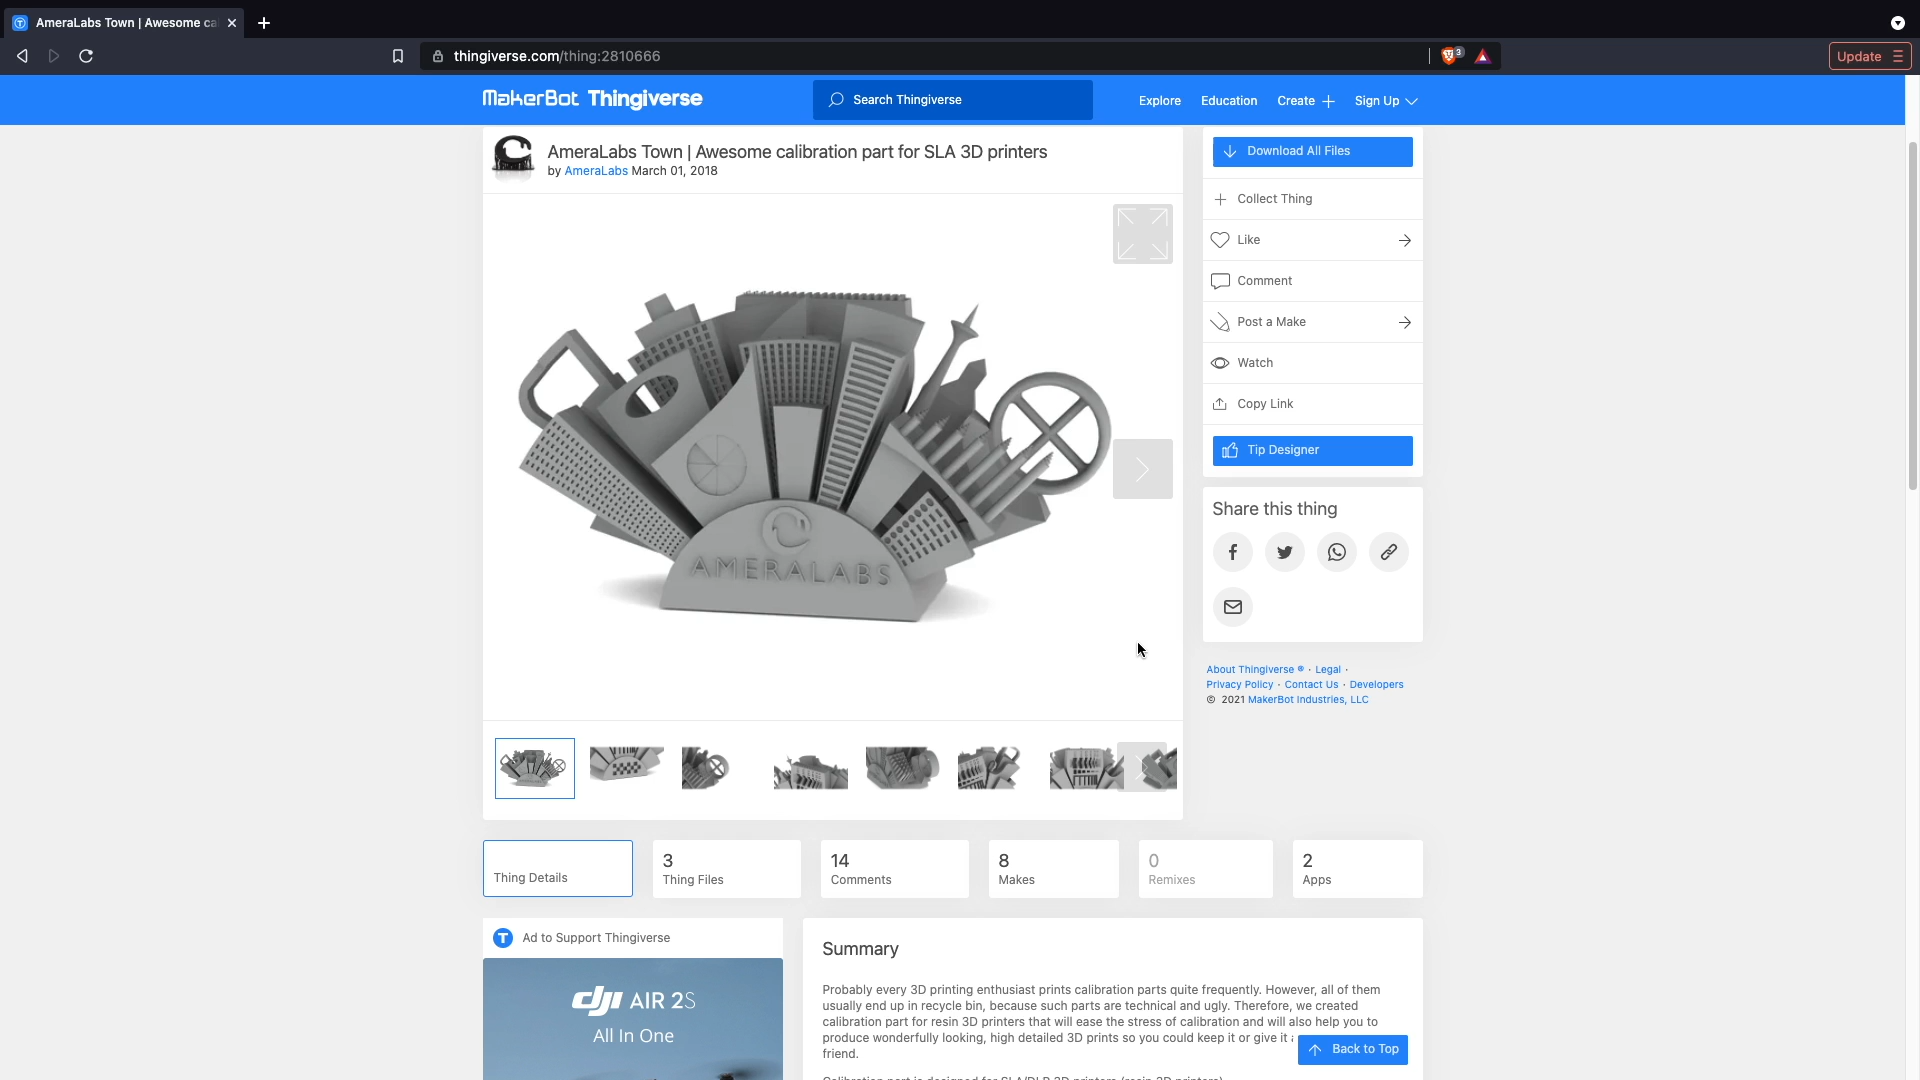 AmeraLabs Town | Awesome ca
thingiverse.com/thing:2810666
3
Update
MakerBot Thingiverse
Search Thingiverse
Explore
Education
Create
Sign Up
AmeraLabs Town | Awesome calibration part for SLA 3D printers
by AmeraLabs March 01, 2018
AMERALABS
Download All Files
Collect Thing
Like
Comment
Post a Make
Watch
Copy Link
Tip Designer
Share this thing
About Thingiverse ® · Legal ·
Privacy Policy · Contact Us · Developers
© 2021 MakerBot Industries, LLC
Thing Details
3
Thing Files
14
Comments
8
Makes
0
Remixes
2
Apps
Ad to Support Thingiverse
dji AIR 2S
All In One
Summary
Probably every 3D printing enthusiast prints calibration parts quite frequently. However, all of them
usually end up in recycle bin, because such parts are technical and ugly. Therefore, we created
calibration part for resin 3D printers that will ease the stress of calibration and will also help you to
produce wonderfully looking, high detailed 3D prints so you could keep it or give it
friend.
Back to Top